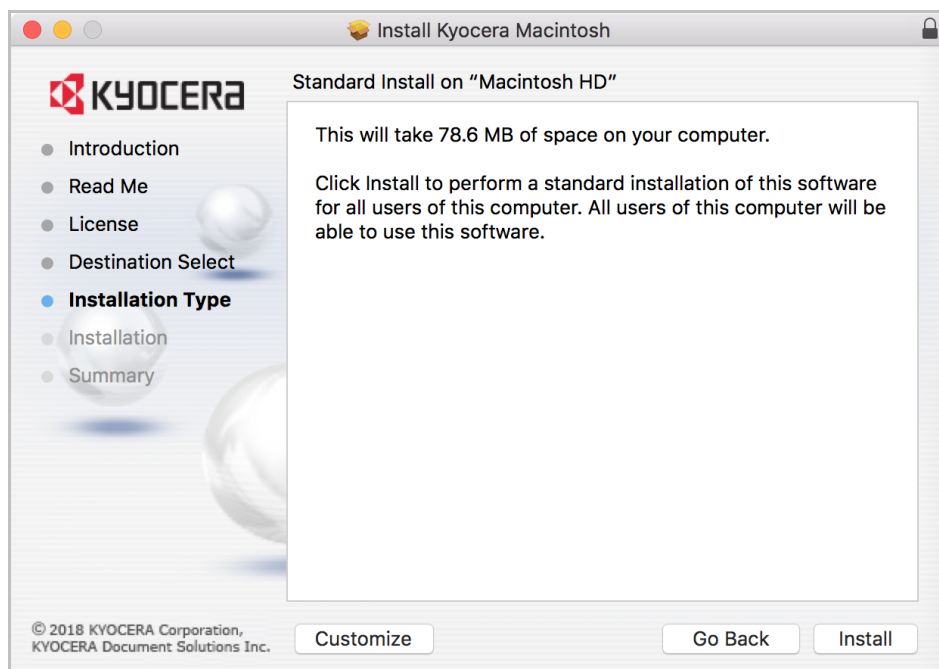 Install Kyocera Macintosh
KYOCERA
Standard Install on “Macintosh HD”
Introduction
Read Me
License
Destination Select
Installation Type
Installation
Summary
This will take 78.6 MB of space on your computer.
Click Install to perform a standard installation of this software
for all users of this computer. All users of this computer will be
able to use this software.
© 2018 KYOCERA Corporation,
KYOCERA Document Solutions Inc.
Customize
Go Back
Install